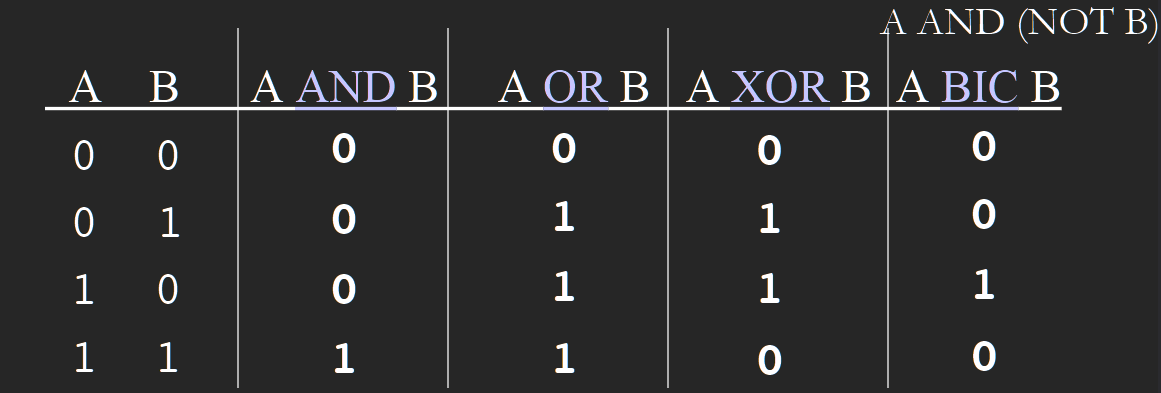 A AND (NOT B)
A B A AND B A OR B A XOR B A BIC B
0 0 0 0 0 0
0 1 0 1 1 0
1 0 0 1 1 1
1 1 1 1 0 0